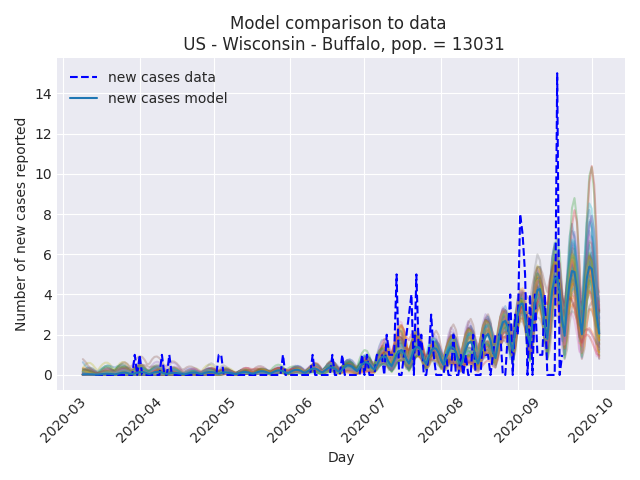 Model comparison to data
US - Wisconsin - Buffalo, pop. = 13031
new cases data
new cases model
Number of new cases reported
14
12
10
8
6
4
2
0
2020-03
2020-04
2020-05
2020-06
2020-07
2020-08
2020-09
2020-10
Day